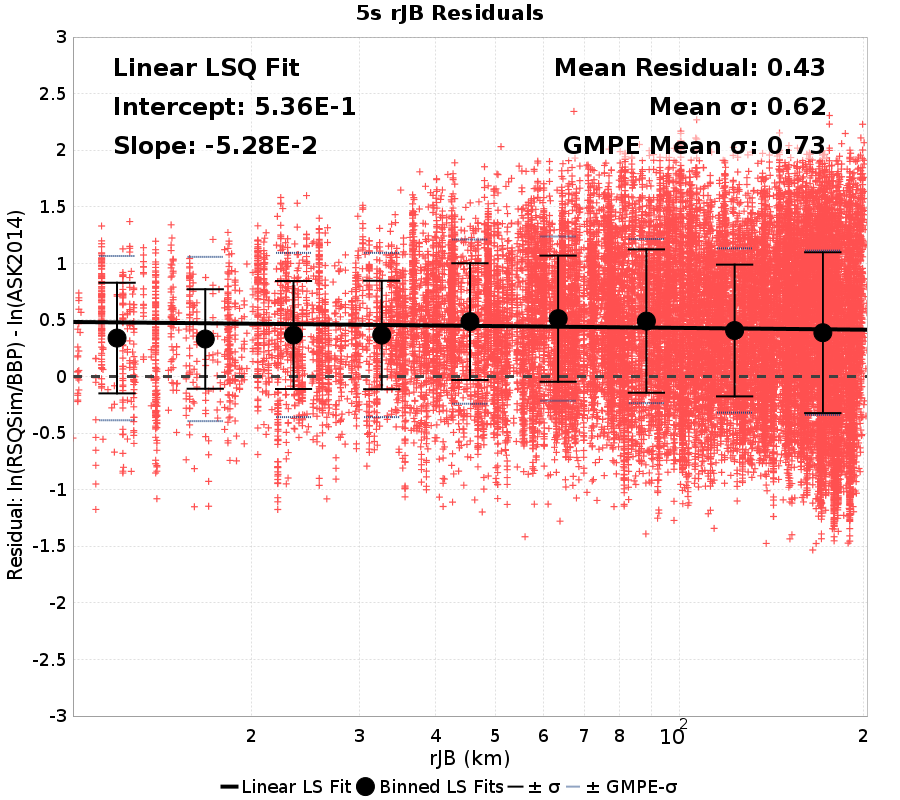 5s rJB Residuals
Linear LSQ Fit
Intercept: 5.36E-1
Slope: -5.28E-2
Mean Residual: 0.43
Mean σ: 0.62
GMPE Mean σ: 0.73
Residual: ln(RSQSim/BBP) - ln(ASK2014)
3
2.5
2
1.5
1
0.5
0
-0.5
-1
-1.5
-2
-2.5
-3
2 3 4 5 6 7 8 10² 2
rJB (km)
Linear LS Fit Binned LS Fits ± σ ± GMPE-σ